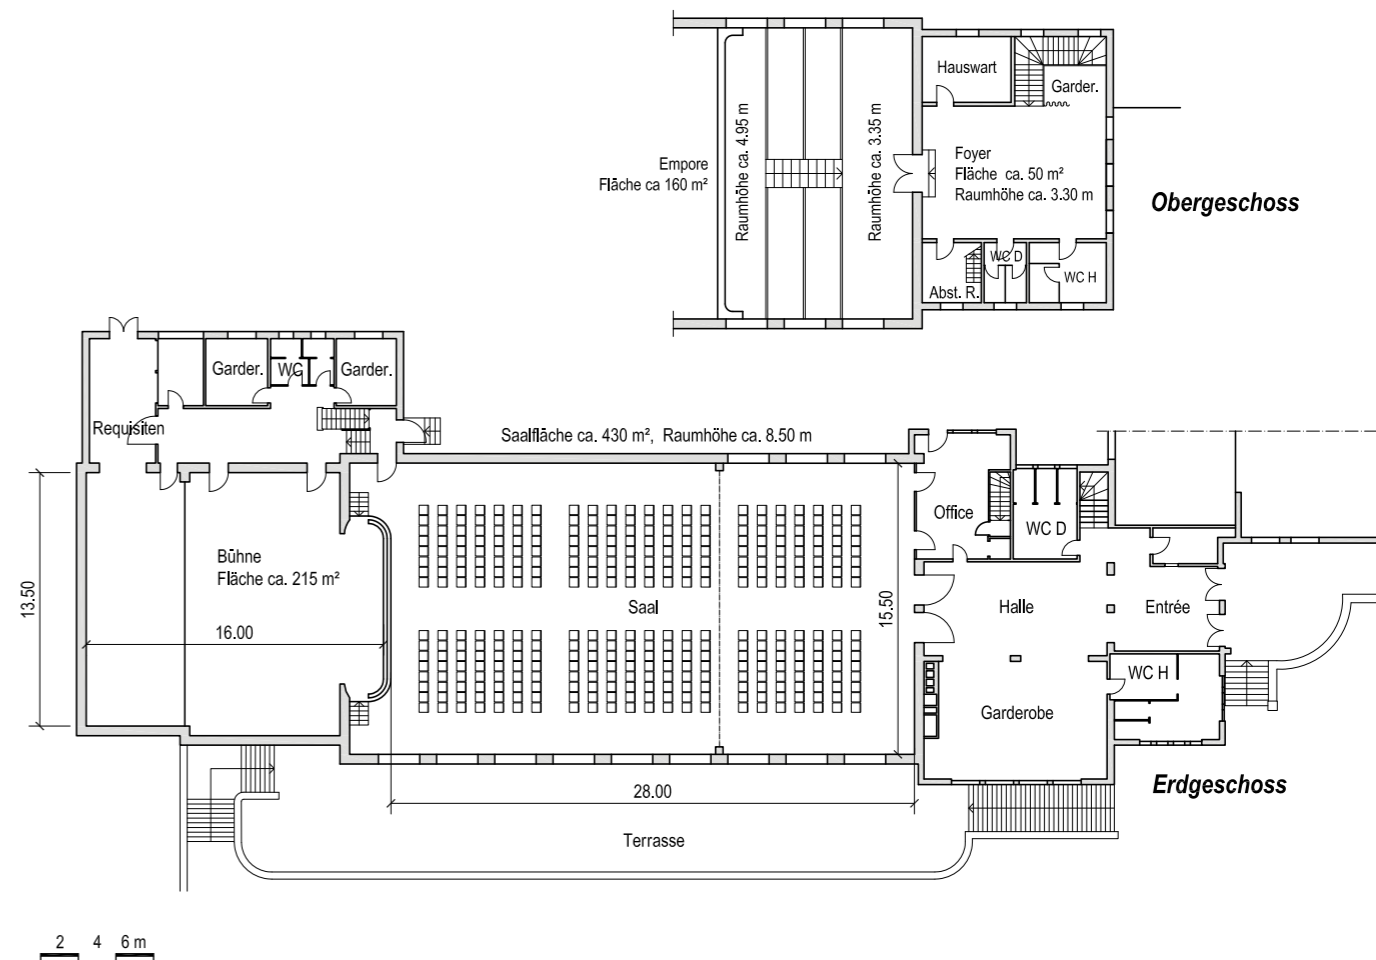 Hauswart
Garder.
Raumhöhe ca. 4.95 m
Raumhöhe ca. 3.35 m
Foyer
Fläche ca. 50 m²
Raumhöhe ca. 3.30 m
Empore
Fläche ca 160 m²
Obergeschoss
WC D
WC H
Abst. R.
Garder.
WC
Garder.
Requisiten
Saalfläche ca. 430 m², Raumhöhe ca. 8.50 m
Office
WC D
Bühne
Fläche ca. 215 m²
13.50
16.00
Saal
15.50
Halle
Entrée
WC H
Garderobe
Erdgeschoss
28.00
Terrasse
2 4 6 m